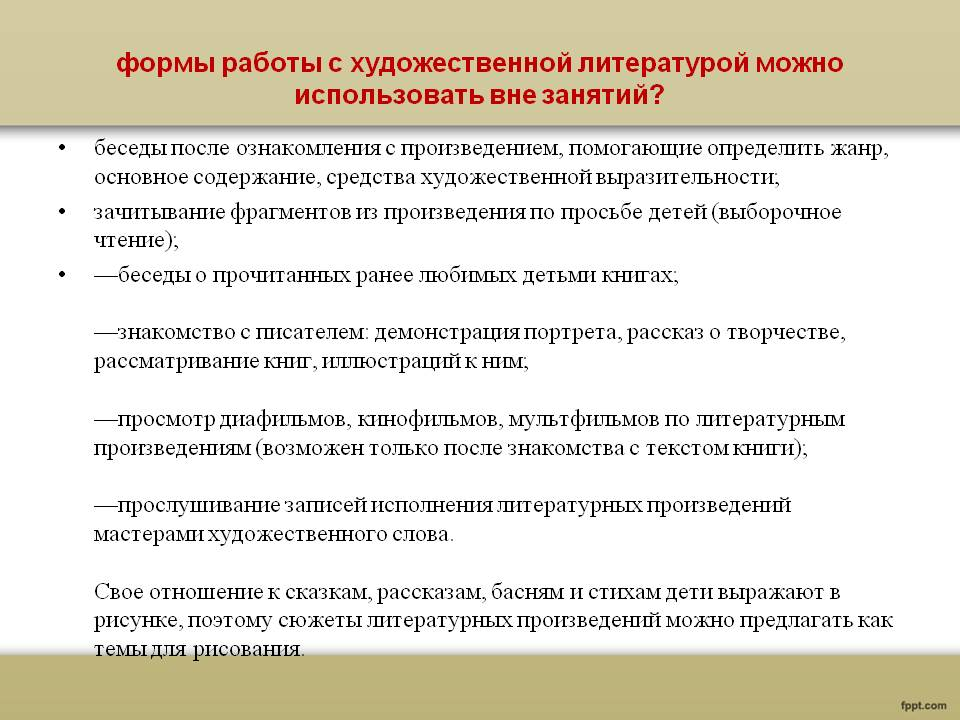 формы работы с художественной литературой можно
использовать вне занятий?
• беседы после ознакомления с произведением, помогающие определить жанр,
основное содержание, средства художественной выразительности;
• зачитывание фрагментов из произведения по просьбе детей (выборочное
чтение);
• —беседы о прочитанных ранее любимых детьми книгах;
—знакомство с писателем: демонстрация портрета, рассказ о творчестве,
рассматривание книг, иллюстраций к ним;
—просмотр диафильмов, кинофильмов, мультфильмов по литературным
произведениям (возможен только после знакомства с текстом книги);
—прослушивание записей исполнения литературных произведений
мастерами художественного слова.
Свое отношение к сказкам, рассказам, басням и стихам дети выражают в
рисунке, поэтому сюжеты литературных произведений можно предлагать как
темы для рисования.
fppt.com